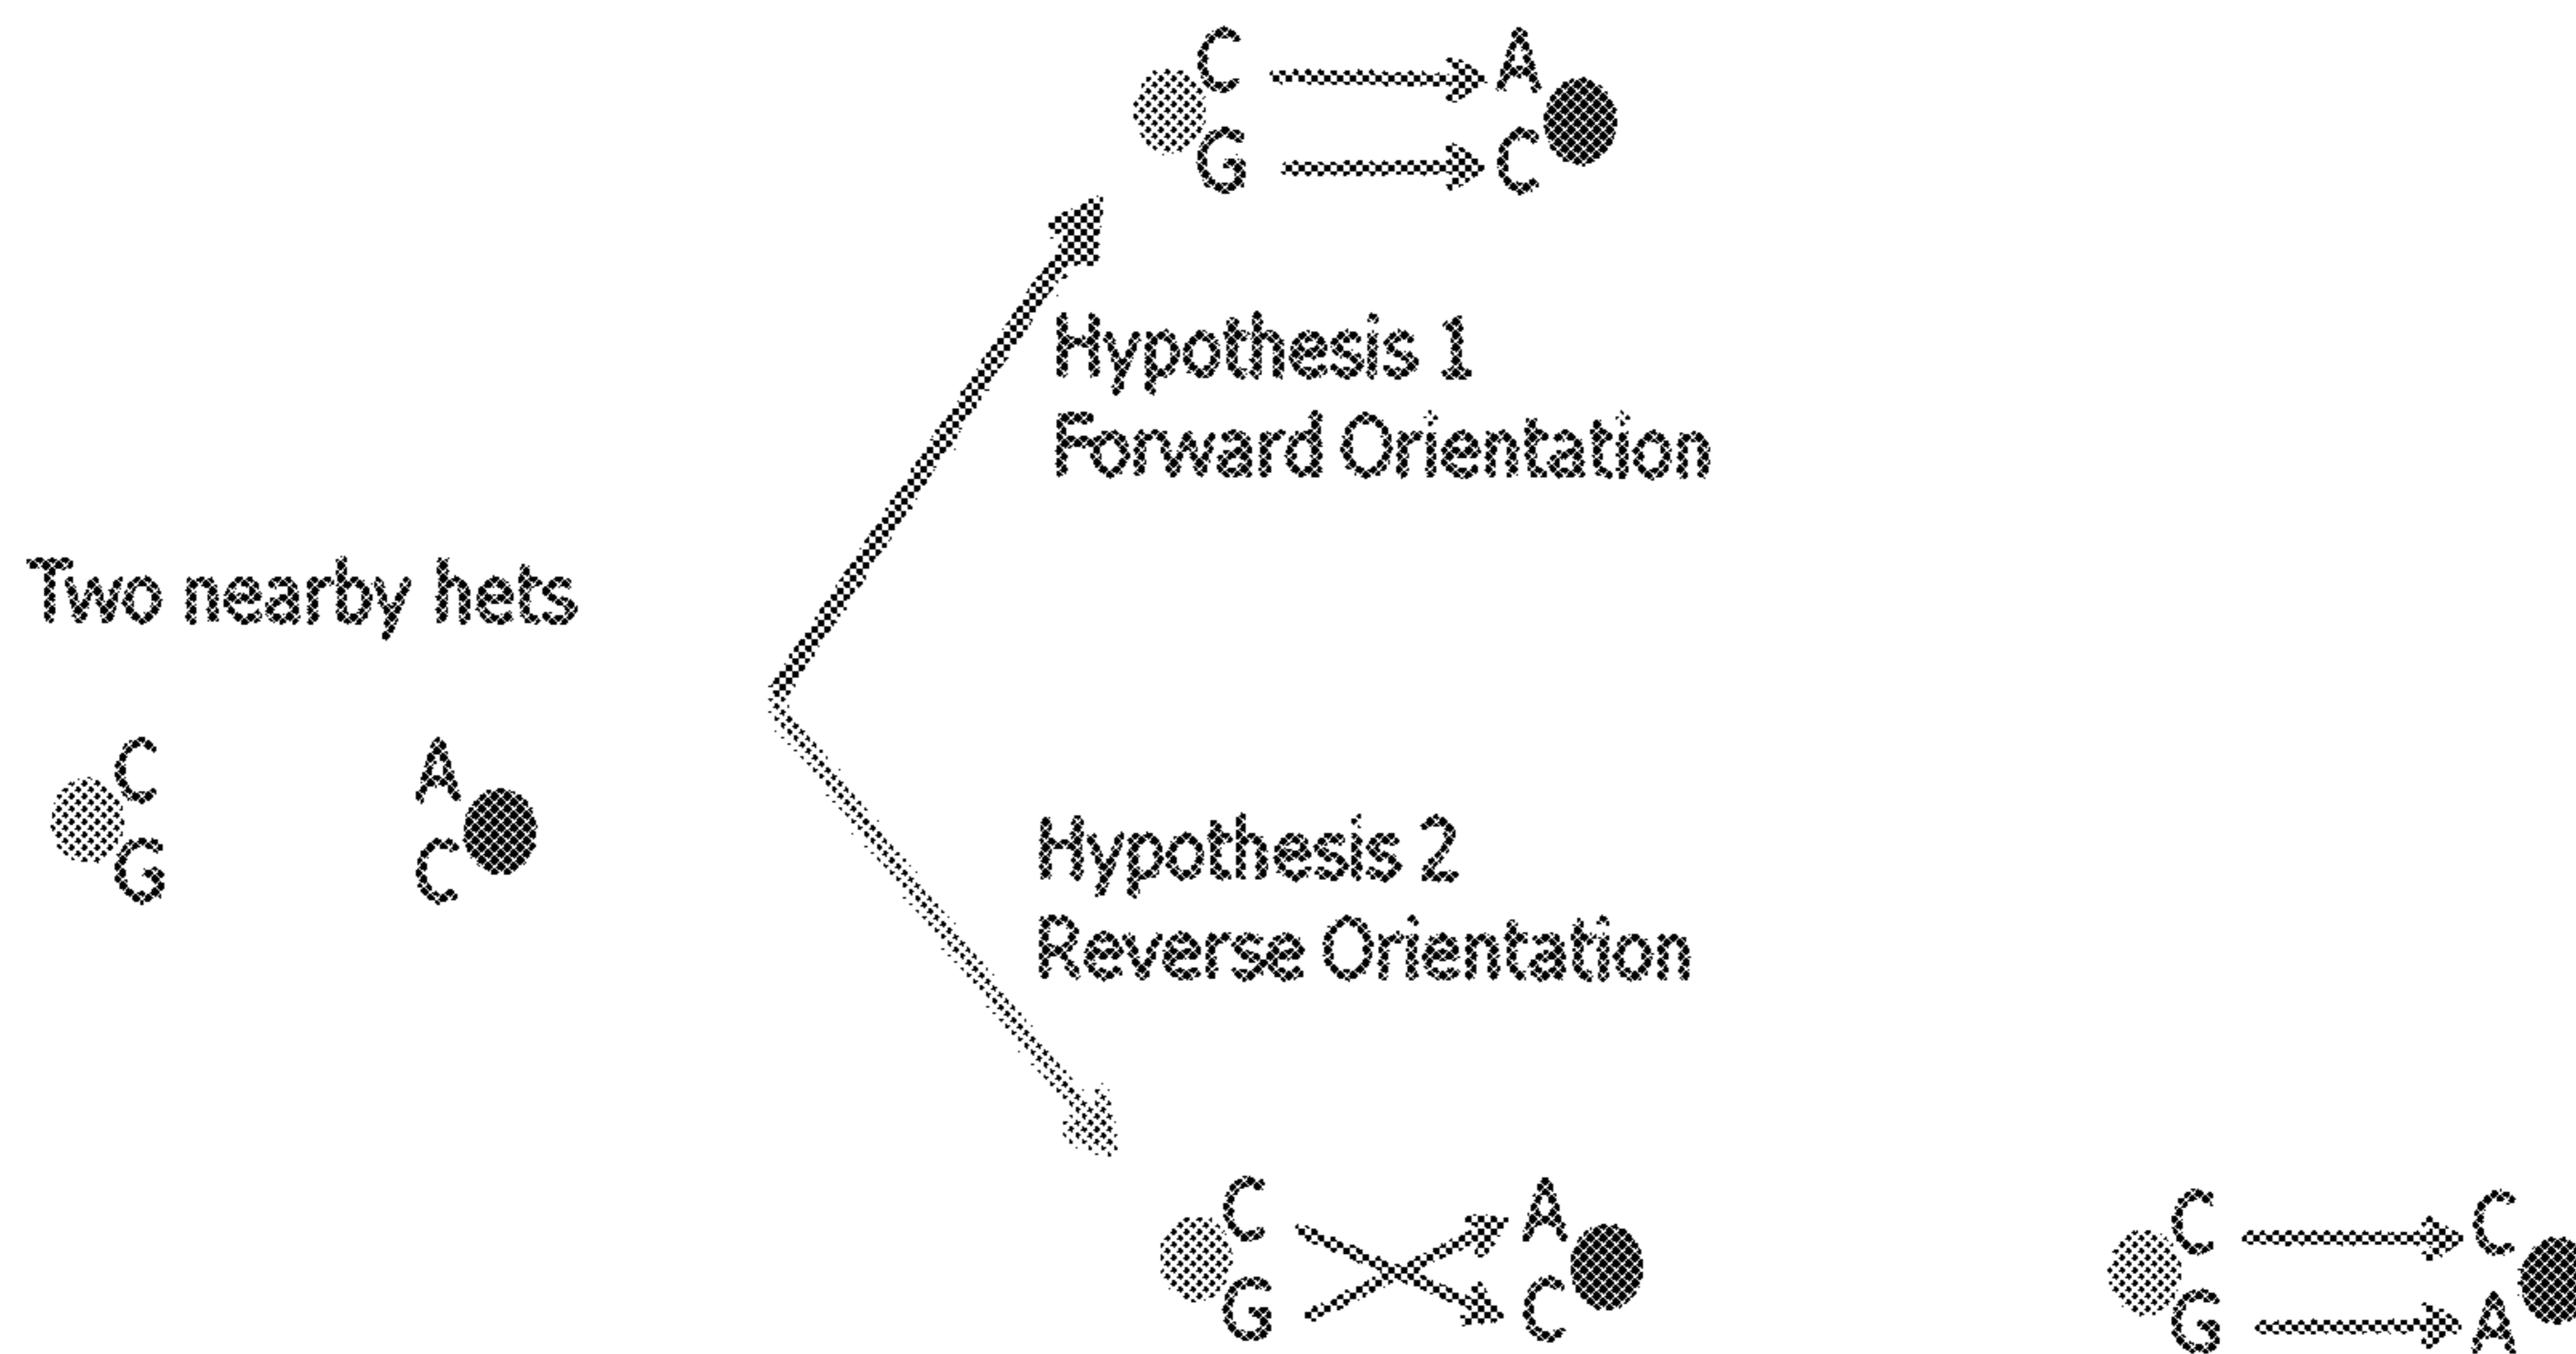 C A
G C
Hypothesis 1
Forward Orientation
Two nearby hets
C A
G C
Hypothesis 2
Reverse Orientation
C A
G C
C C
G A